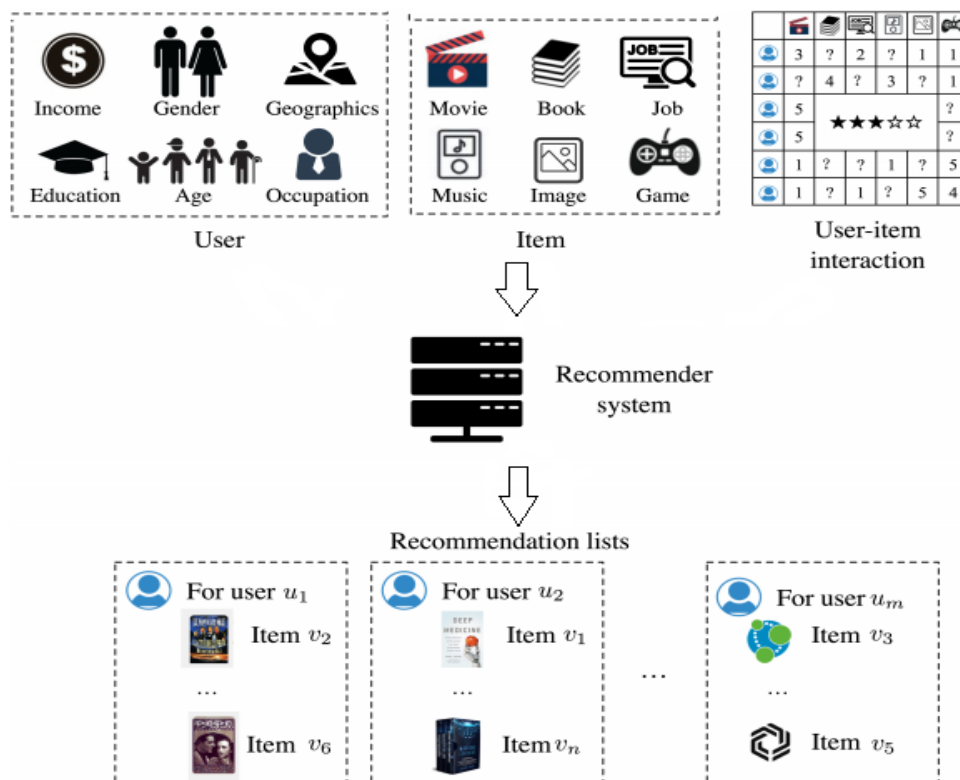 Income Gender Geographics
Education Age Occupation
User
Movie Book Job
JOB
Music Image Game
Item
3 ? 2 ? 1 1
? 4 ? 3 ? 1
5 ★★★☆☆ ?
5 ?
1 ? ? 1 ? 5
1 ? 1 ? 5 4
User-item
interaction
Recommender
system
Recommendation lists
For user u₁
Item v₂
...
Item v₆
For user u₂
DEEP
MEDICINE
Item v₁
...
Item vₙ
...
For user uₘ
Item v₃
...
Item v₅